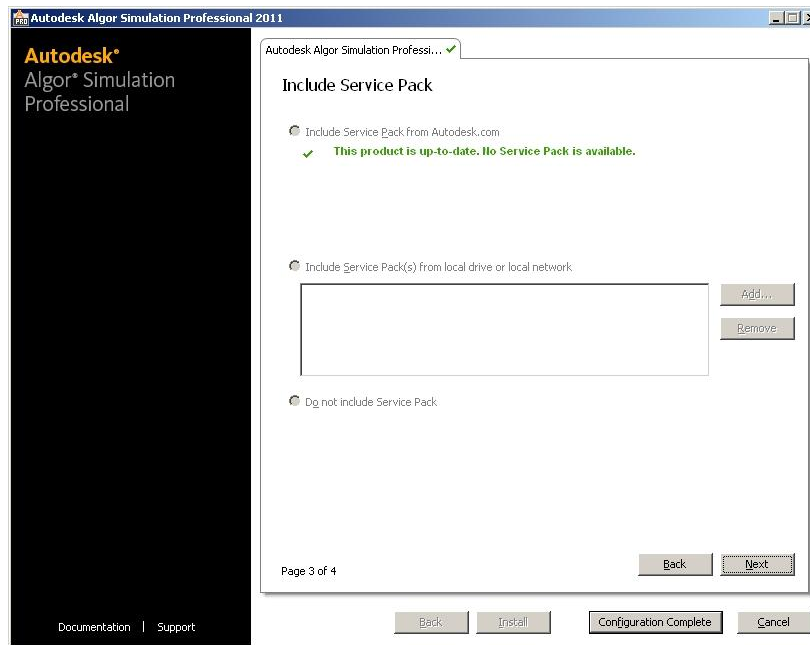 Autodesk Algor Simulation Professional 2011
Autodesk®
Algor® Simulation
Professional
Autodesk Algor Simulation Professi...
Include Service Pack
Include Service Pack from Autodesk.com
This product is up-to-date. No Service Pack is available.
Include Service Pack(s) from local drive or local network
Add...
Remove
Do not include Service Pack
Page 3 of 4
Back
Next
Documentation | Support
Back
Install
Configuration Complete
Cancel